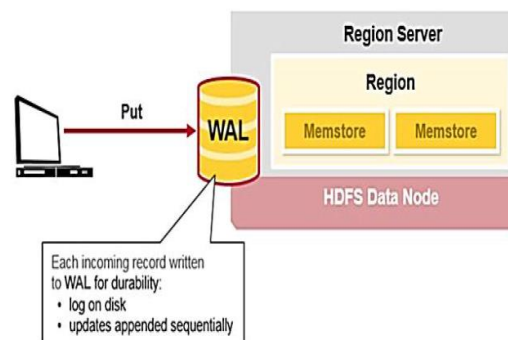 Region Server
Region
Put
WAL
Memstore Memstore
HDFS Data Node
Each incoming record written
to WAL for durability:
• log on disk
• updates appended sequentially